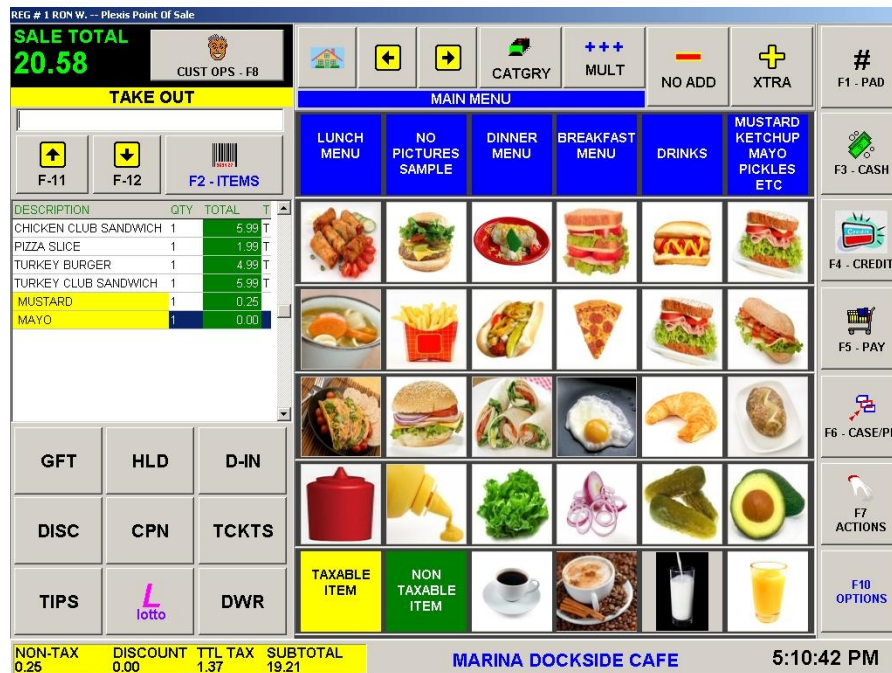 REG # 1 RON W. -- Plexis Point Of Sale
SALE TOTAL
20.58
CUST OPS - F8
TAKE OUT
F-11
F-12
F2 - ITEMS
DESCRIPTION QTY TOTAL T
CHICKEN CLUB SANDWICH 1 5.99 T
PIZZA SLICE 1 1.99 T
TURKEY BURGER 1 4.99 T
TURKEY CLUB SANDWICH 1 5.99 T
MUSTARD 1 0.25
MAYO 1 0.00
GFT HLD D-IN
DISC CPN TCKTS
TIPS L lotto DWR
CATGRY
+++
MULT
NO ADD
XTRA
MAIN MENU
LUNCH
MENU
NO
PICTURES
SAMPLE
DINNER
MENU
BREAKFAST
MENU
DRINKS
MUSTARD
KETCHUP
MAYO
PICKLES
ETC
TAXABLE
ITEM
NON
TAXABLE
ITEM
#
F1 - PAD
F3 - CASH
Credit
F4 - CREDIT
F5 - PAY
F6 - CASE/P
F7
ACTIONS
F10
OPTIONS
NON-TAX DISCOUNT TTL TAX SUBTOTAL
0.25 0.00 1.37 19.21
MARINA DOCKSIDE CAFE
5:10:42 PM